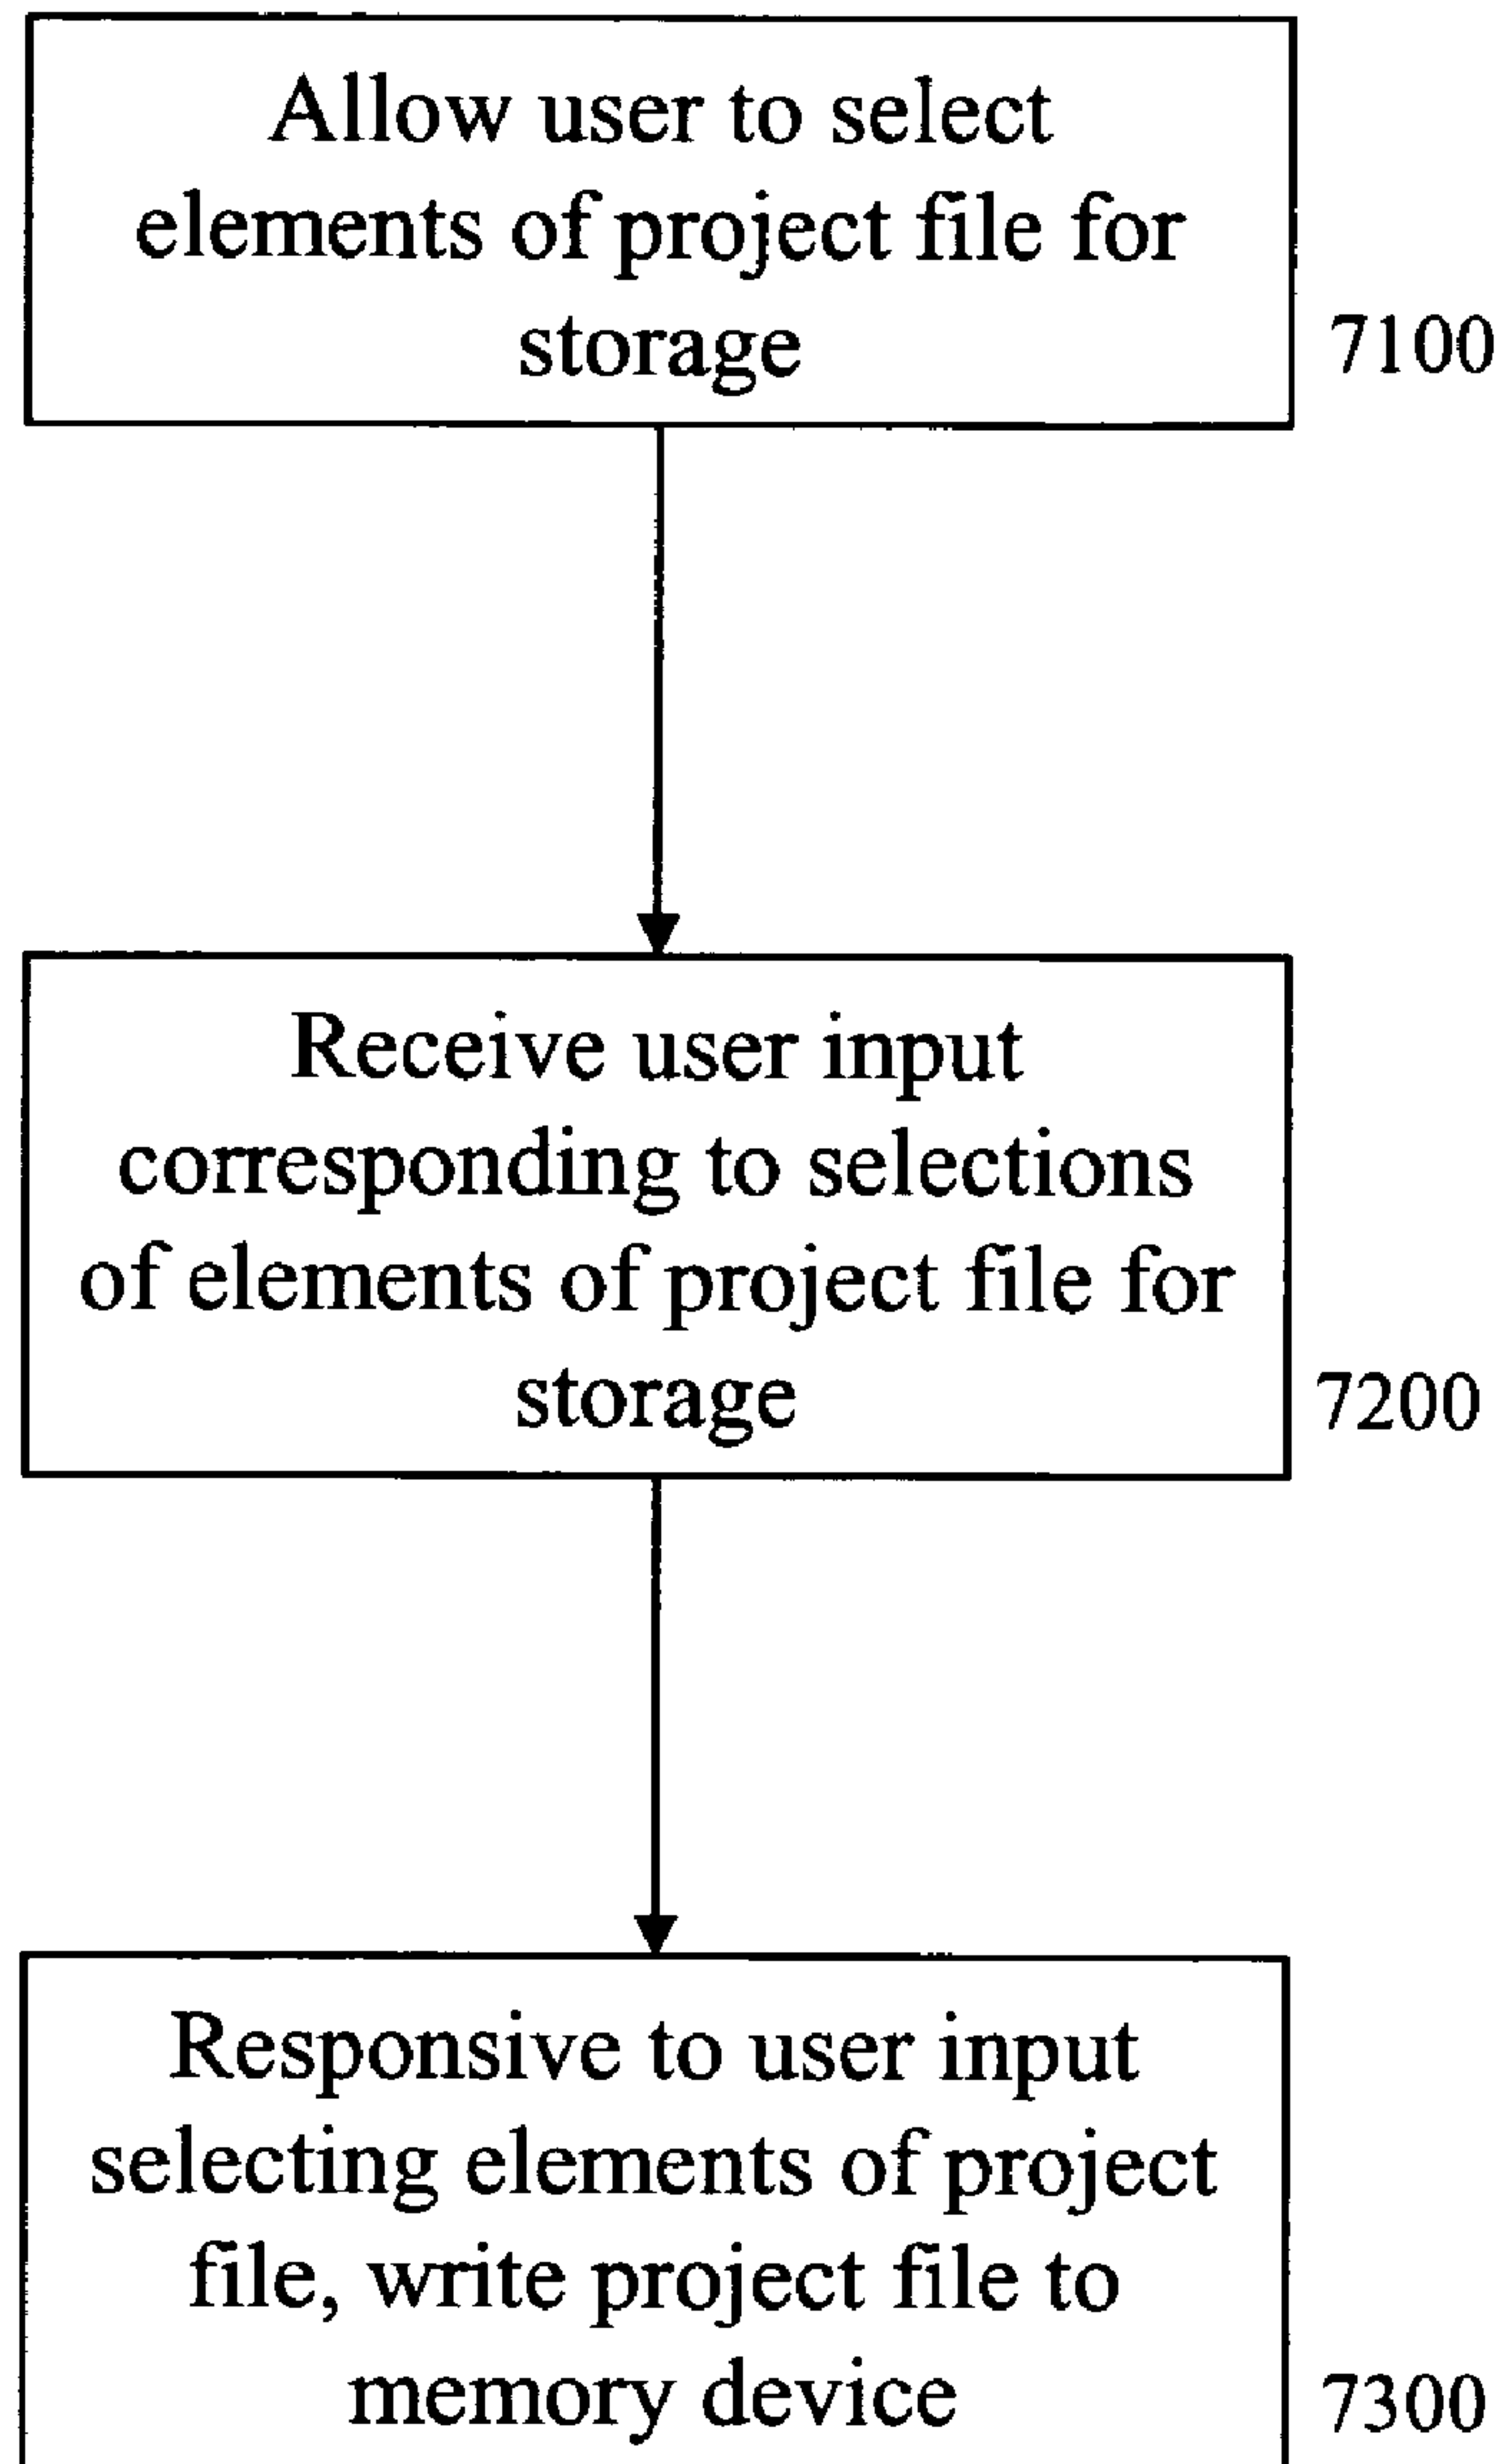 Allow user to select
elements of project file for
storage
7100
Receive user input
corresponding to selections
of elements of project file for
storage
7200
Responsive to user input
selecting elements of project
file, write project file to
memory device
7300